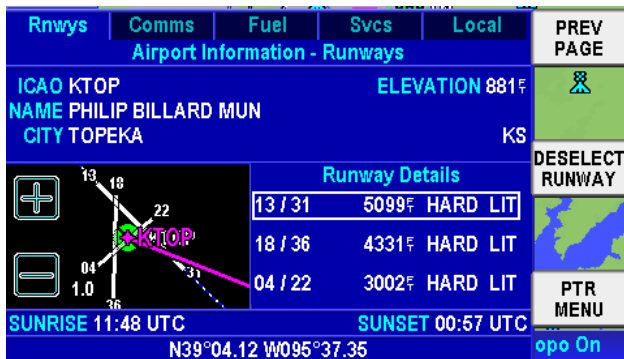 Rnwys Comms Fuel Svcs Local
Airport Information - Runways
PREV
PAGE
ICAO KTOP ELEVATION 881FT
NAME PHILIP BILLARD MUN
CITY TOPEKA KS
DESELECT
RUNWAY
Runway Details
13 / 31 5099FT HARD LIT
18 / 36 4331FT HARD LIT
04 / 22 3002FT HARD LIT
13
18
22
KTOP
04
31
1.0
36
PTR
MENU
SUNRISE 11:48 UTC SUNSET 00:57 UTC
N39°04.12 W095°37.35
opo On